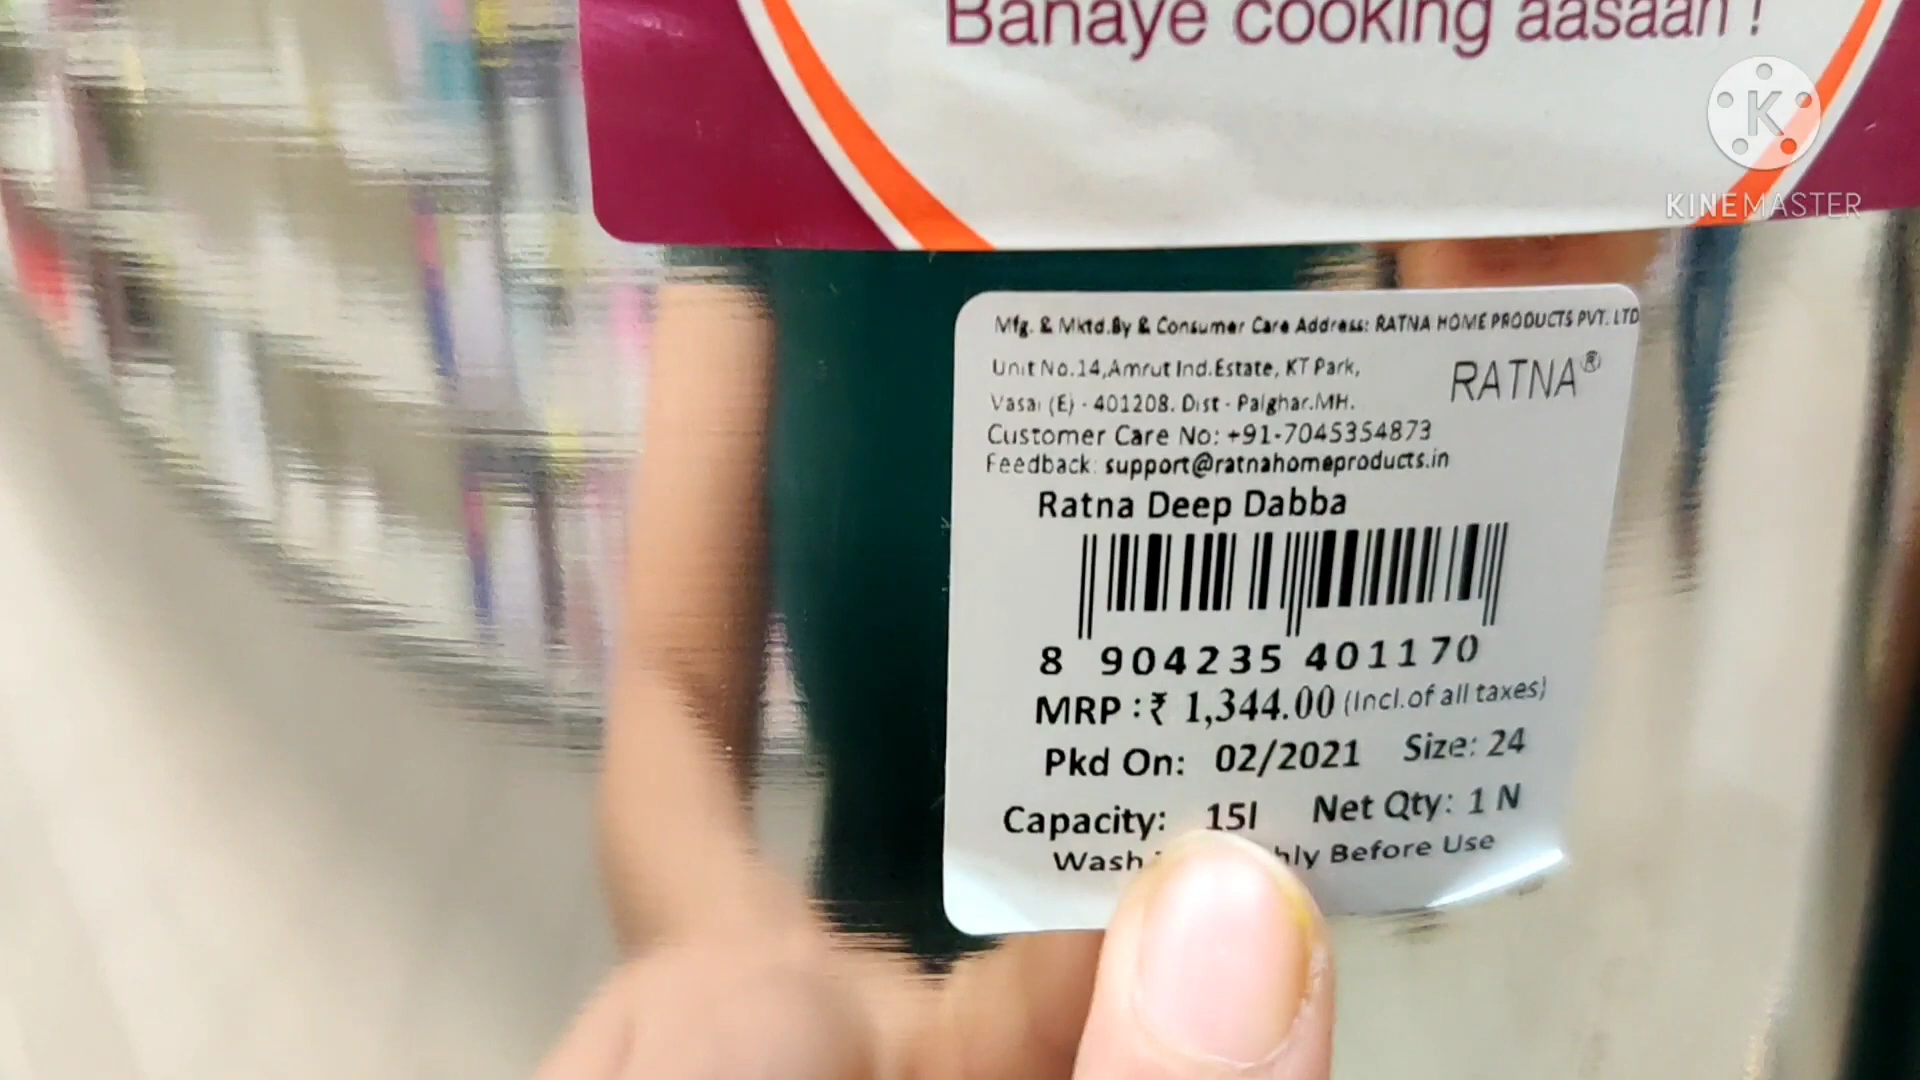 Banaye cooking aasaan !
KINEMASTER
Mfg. & Mktd.By & Consumer Care Address: RATNA HOME PRODUCTS PVT. LTD
Unit No.14,Amrut Ind.Estate, KT Park,
RATNA®
Vasai (E) - 401208. Dist - Palghar.MH.
Customer Care No: +91-7045354873
Feedback: support@ratnahomeproducts.in
Ratna Deep Dabba
8 904235 401170
MRP : ₹ 1,344.00 (Incl.of all taxes)
Pkd On: 02/2021 Size: 24
Capacity: 15l Net Qty: 1 N
Wash Before Use